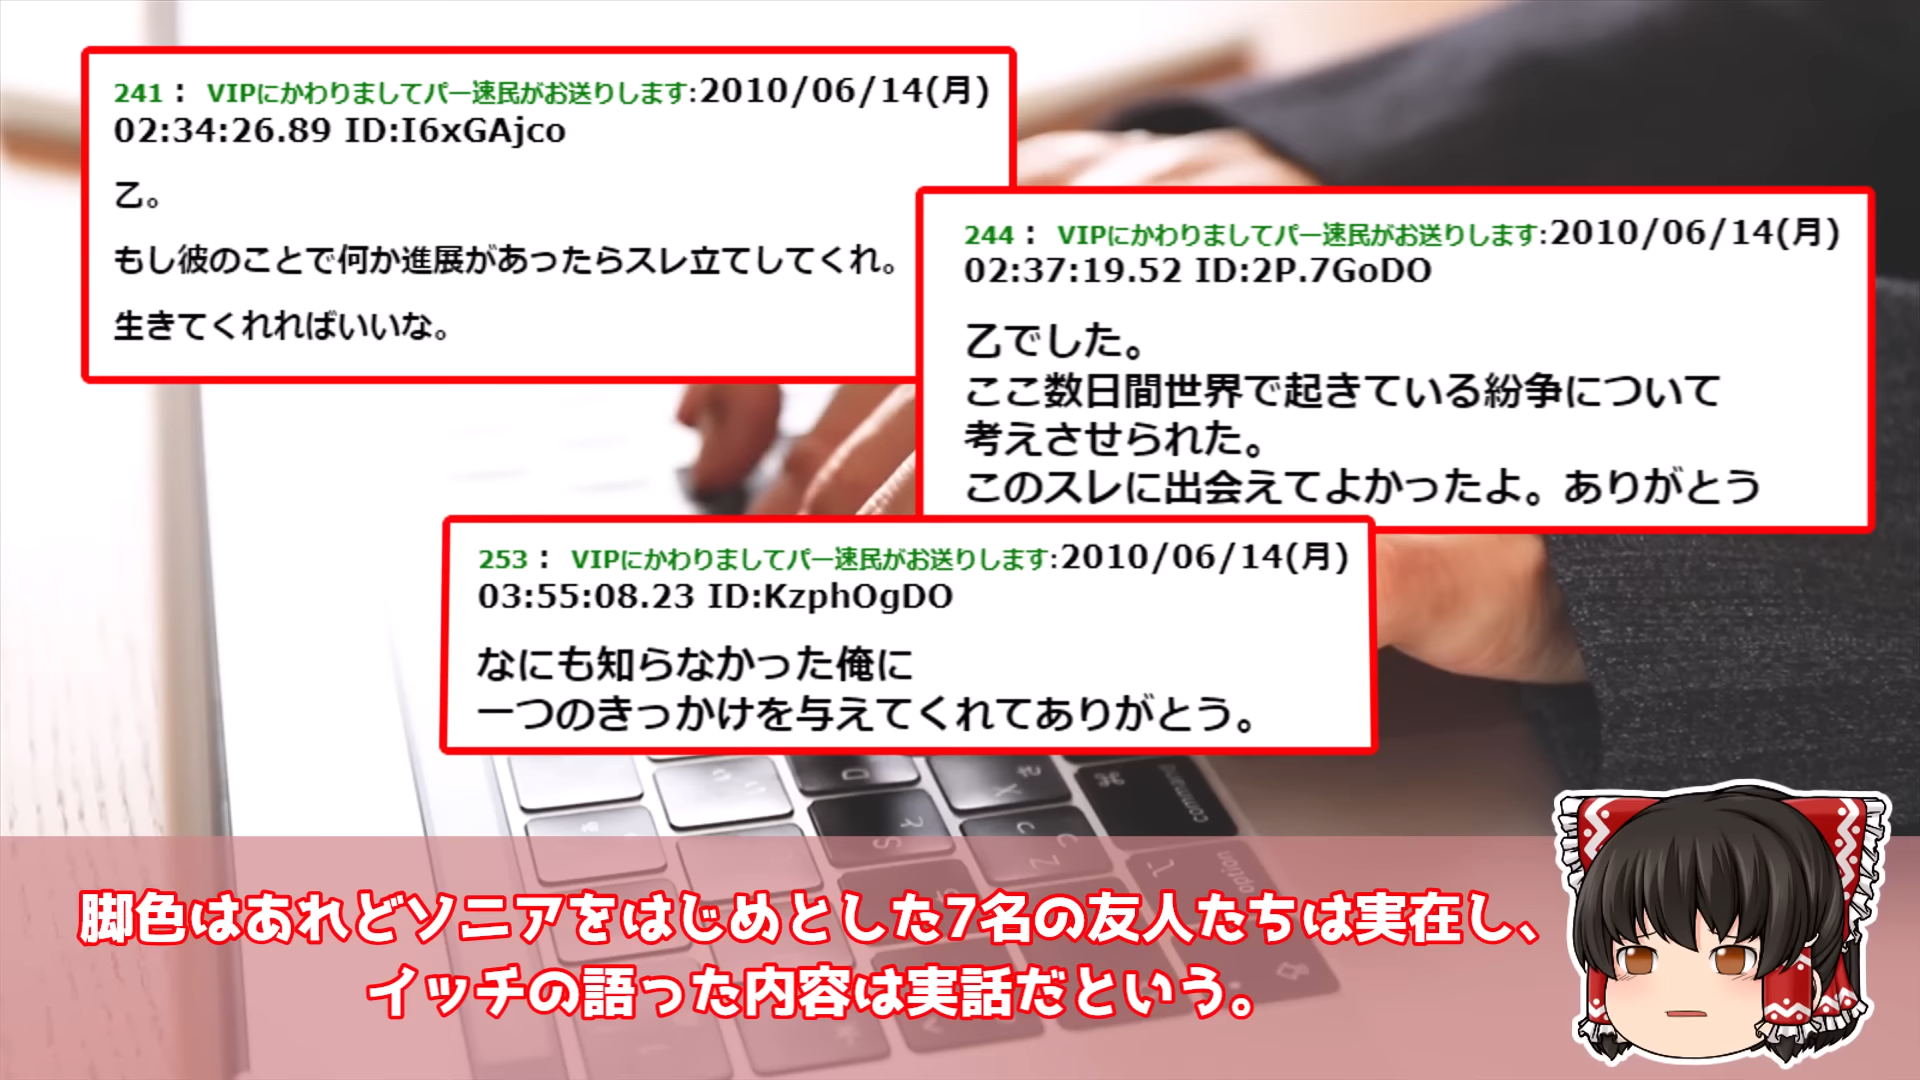 241： VIPにかわりましてパー速民がお送りします:2010/06/14(月)
02:34:26.89 ID:I6xGAjco
乙。
もし彼のことで何か進展があったらスレ立てしてくれ。
生きてくれればいいな。
244： VIPにかわりましてパー速民がお送りします:2010/06/14(月)
02:37:19.52 ID:2P.7GoDO
乙でした。
ここ数日間世界で起きている紛争について
考えさせられた。
このスレに出会えてよかったよ。ありがとう
253： VIPにかわりましてパー速民がお送りします:2010/06/14(月)
03:55:08.23 ID:KzphOgDO
なにも知らなかった俺に
一つのきっかけを与えてくれてありがとう。
command
option
脚色はあれどソニアをはじめとした7名の友人たちは実在し、
イッチの語った内容は実話だという。